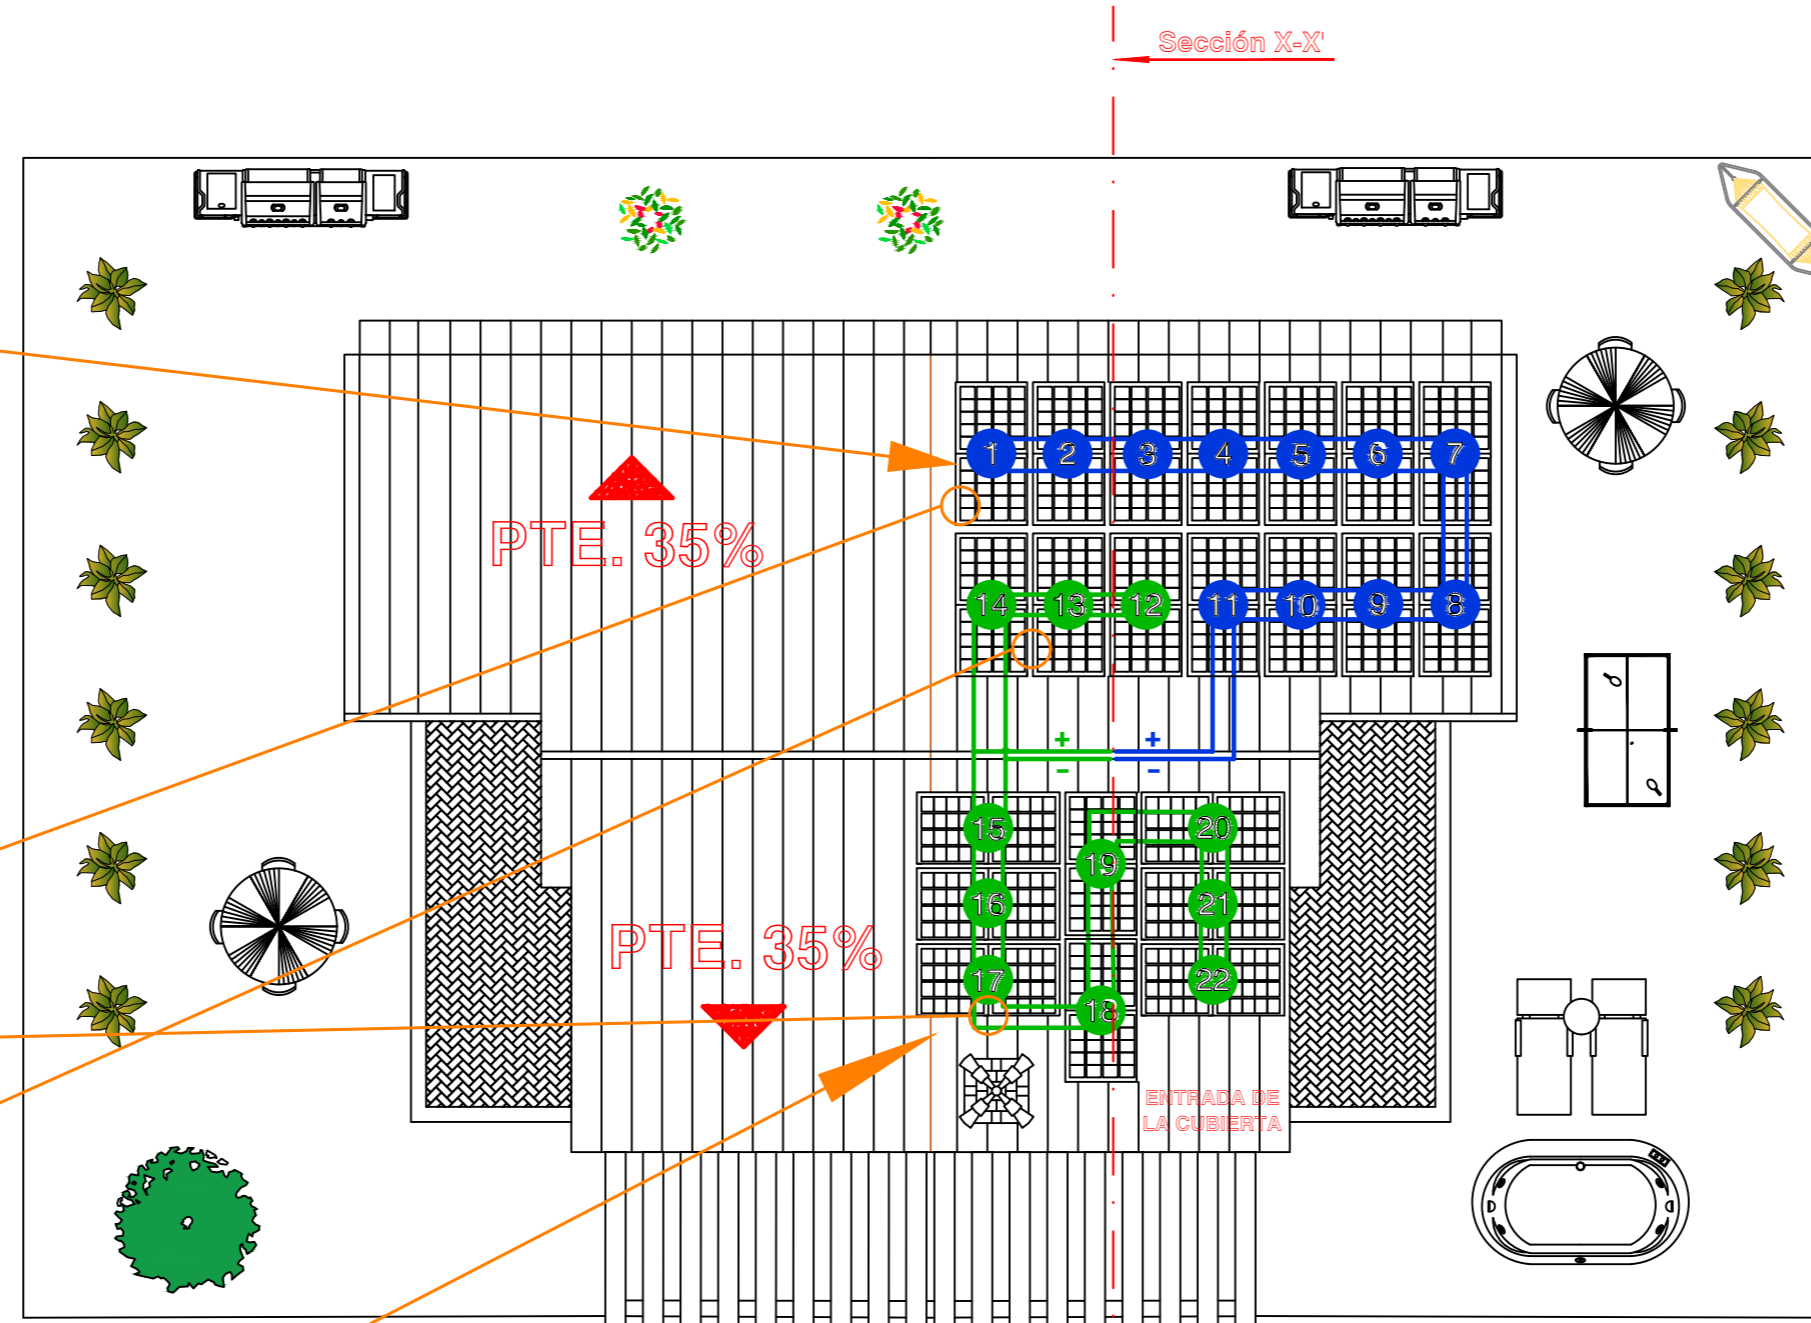 Sección X-X'
1 2 3 4 5 6 7
PTE. 35%
14 13 12 11 10 9 8
+ +
- -
15 20
19
16 21
PTE. 35%
17 22
18
ENTRADA DE
LA CUBIERTA